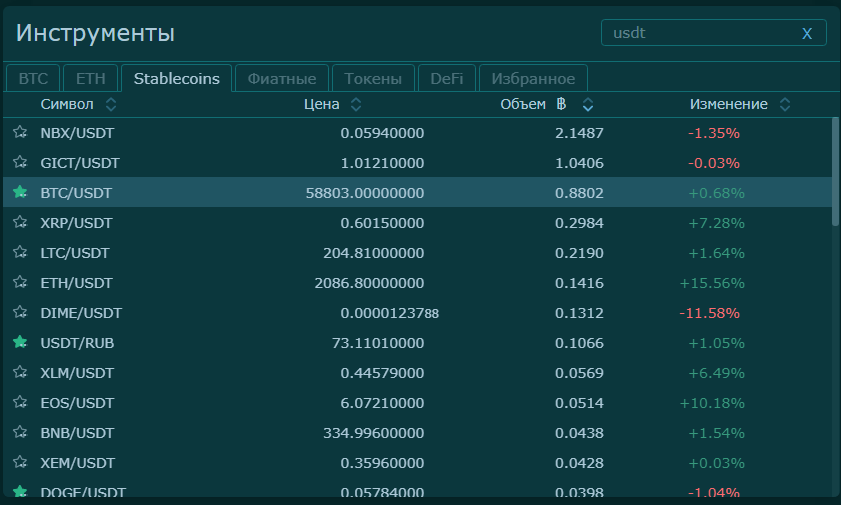 Инструменты
usdt X
BTC ETH Stablecoins Фиатные Токены DeFi Избранное
Символ Цена Объем ฿ Изменение
NBX/USDT 0.05940000 2.1487 -1.35%
GICT/USDT 1.01210000 1.0406 -0.03%
BTC/USDT 58803.00000000 0.8802 +0.68%
XRP/USDT 0.60150000 0.2984 +7.28%
LTC/USDT 204.81000000 0.2190 +1.64%
ETH/USDT 2086.80000000 0.1416 +15.56%
DIME/USDT 0.0000123788 0.1312 -11.58%
USDT/RUB 73.11010000 0.1066 +1.05%
XLM/USDT 0.44579000 0.0569 +6.49%
EOS/USDT 6.07210000 0.0514 +10.18%
BNB/USDT 334.99600000 0.0438 +1.54%
XEM/USDT 0.35960000 0.0428 +0.03%
DOGE/USDT 0.05784000 0.0398 -1.04%